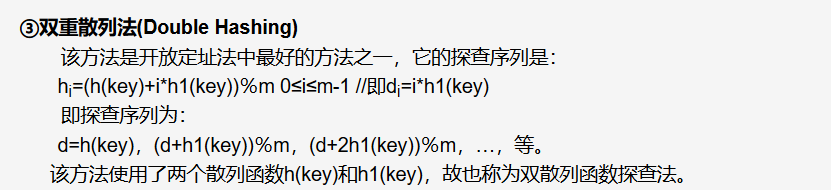 ③双重散列法(Double Hashing)
该方法是开放定址法中最好的方法之一，它的探查序列是：
hi=(h(key)+i*h1(key))%m 0≤i≤m-1 //即di=i*h1(key)
即探查序列为：
d=h(key)，(d+h1(key))%m，(d+2h1(key))%m，…，等。
该方法使用了两个散列函数h(key)和h1(key)，故也称为双散列函数探查法。